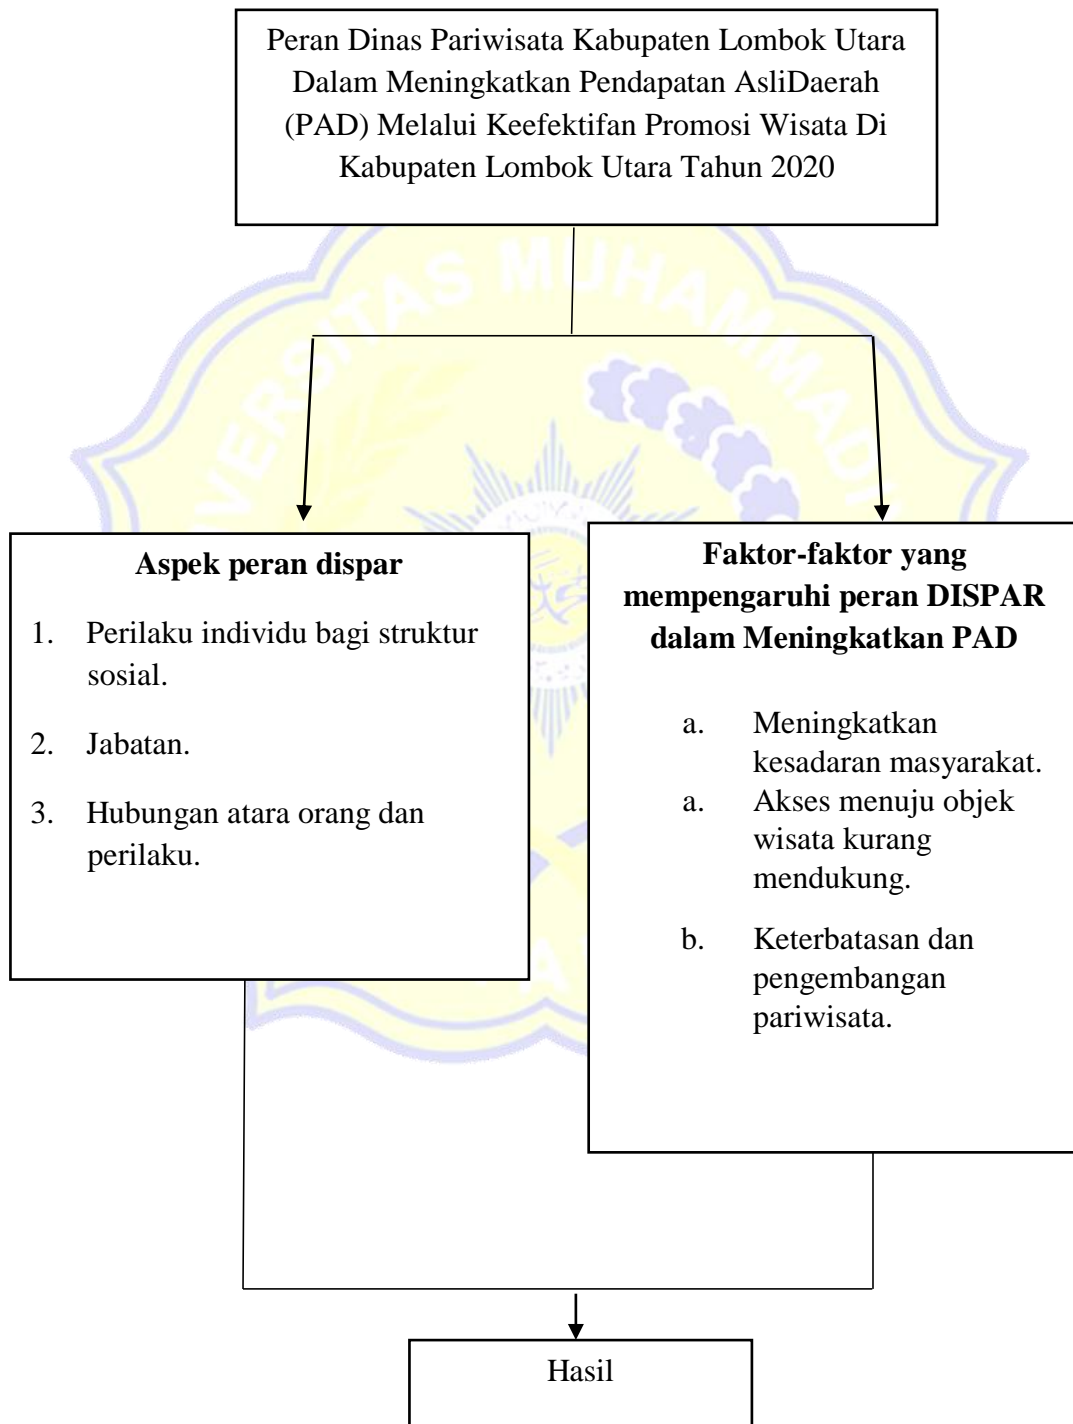 Peran Dinas Pariwisata Kabupaten Lombok Utara
Dalam Meningkatkan Pendapatan AsliDaerah
(PAD) Melalui Keefektifan Promosi Wisata Di
Kabupaten Lombok Utara Tahun 2020
UNIVERSITAS MUHAMMADIY
Aspek peran dispar
1. Perilaku individu bagi struktur
sosial.
2. Jabatan.
3. Hubungan atara orang dan
perilaku.
Faktor-faktor yang
mempengaruhi peran DISPAR
dalam Meningkatkan PAD
a. Meningkatkan
kesadaran masyarakat.
a. Akses menuju objek
wisata kurang
mendukung.
b. Keterbatasan dan
pengembangan
pariwisata.
Hasil